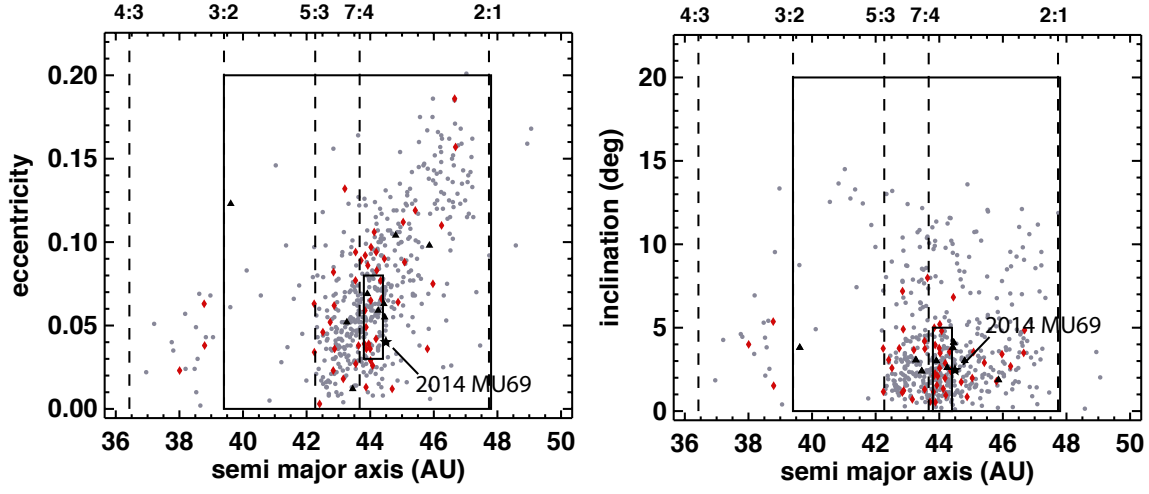 4:3 3:2 5:3 7:4 2:1
0.20
0.15
0.10
0.05
0.00
eccentricity
2014 MU69
36 38 40 42 44 46 48 50
semi major axis (AU)
4:3 3:2 5:3 7:4 2:1
20
15
10
5
0
inclination (deg)
2014 MU69
36 38 40 42 44 46 48 50
semi major axis (AU)